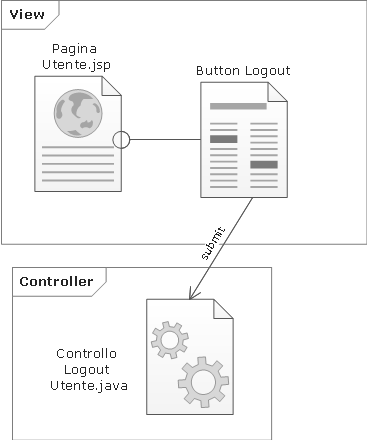 View
Pagina
Utente.jsp
Button Logout
submit
Controller
Controllo
Logout
Utente.java